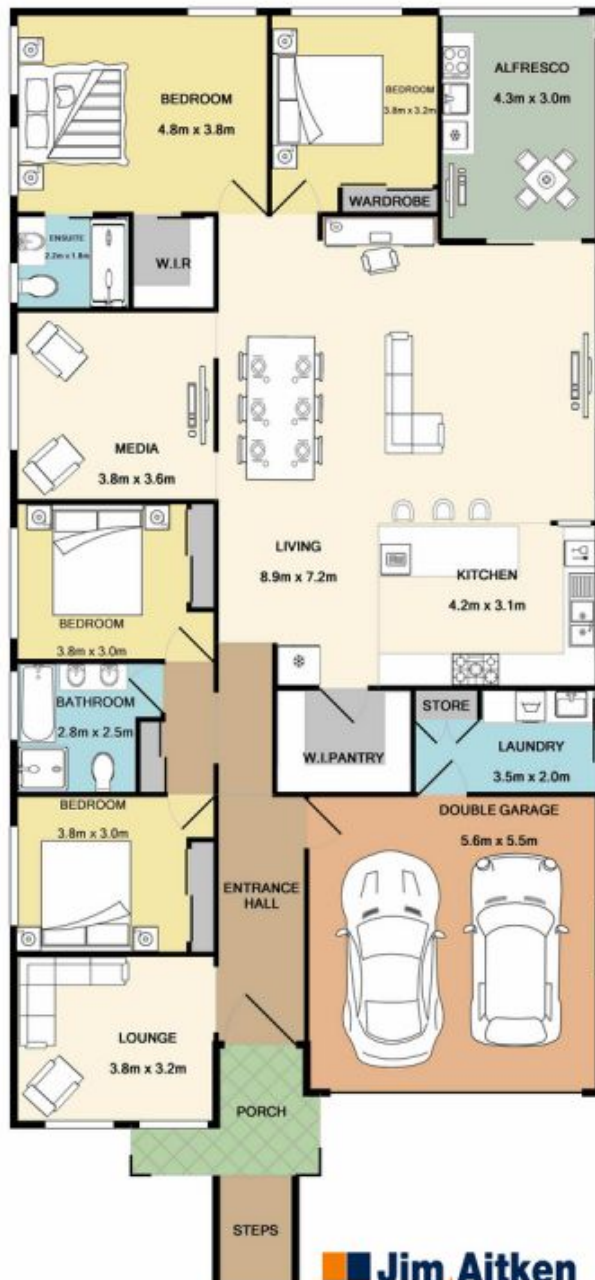 BEDROOM
4.8m x 3.8m
BEDROOM
3.8m x 3.2m
ALFRESCO
4.3m x 3.0m
WARDROBE
ENSUITE
2.2m x 1.8m
W.I.R
MEDIA
3.8m x 3.6m
LIVING
8.9m x 7.2m
KITCHEN
4.2m x 3.1m
BEDROOM
3.8m x 3.0m
BATHROOM
2.8m x 2.5m
W.I.PANTRY
STORE
LAUNDRY
3.5m x 2.0m
BEDROOM
3.8m x 3.0m
DOUBLE GARAGE
5.6m x 5.5m
ENTRANCE
HALL
LOUNGE
3.8m x 3.2m
PORCH
STEPS
Jim Aitken